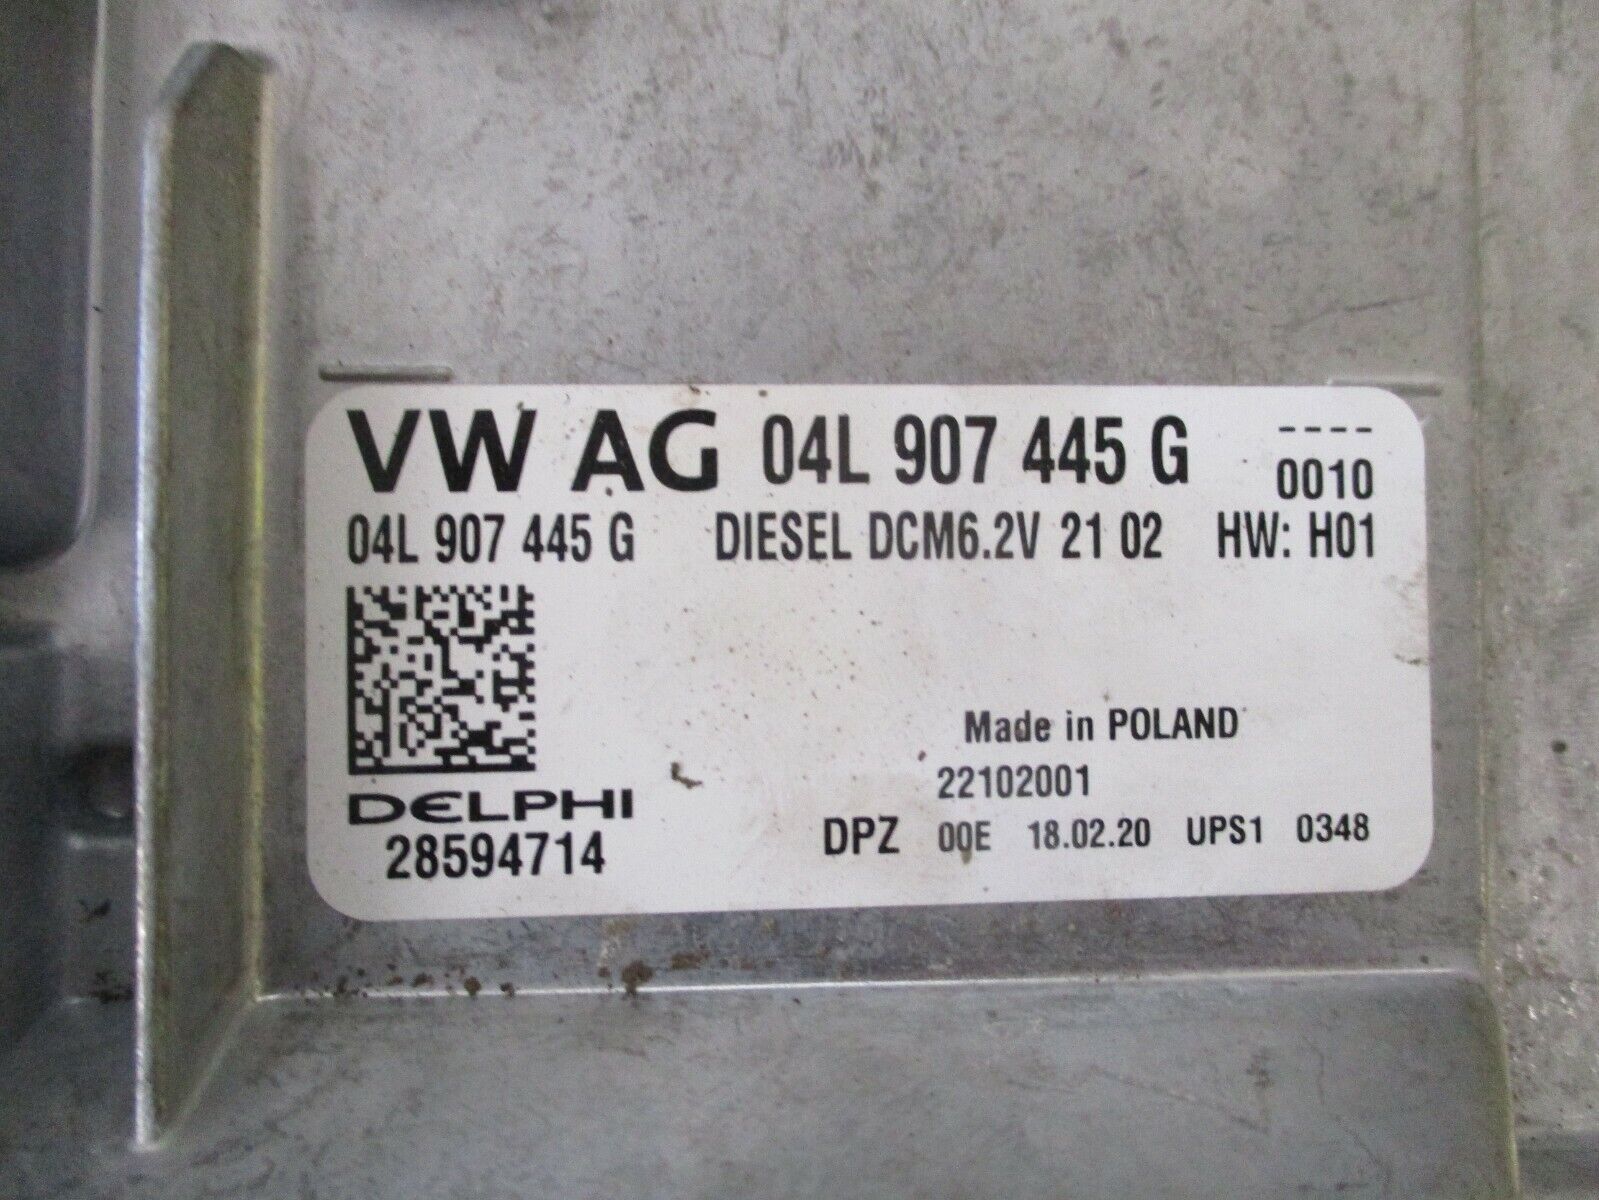 VW AG 04L 907 445 G ----
0010
04L 907 445 G DIESEL DCM6.2V 21 02 HW: H01
Made in POLAND
22102001
DELPHI
28594714
DPZ 00E 18.02.20 UPS1 0348